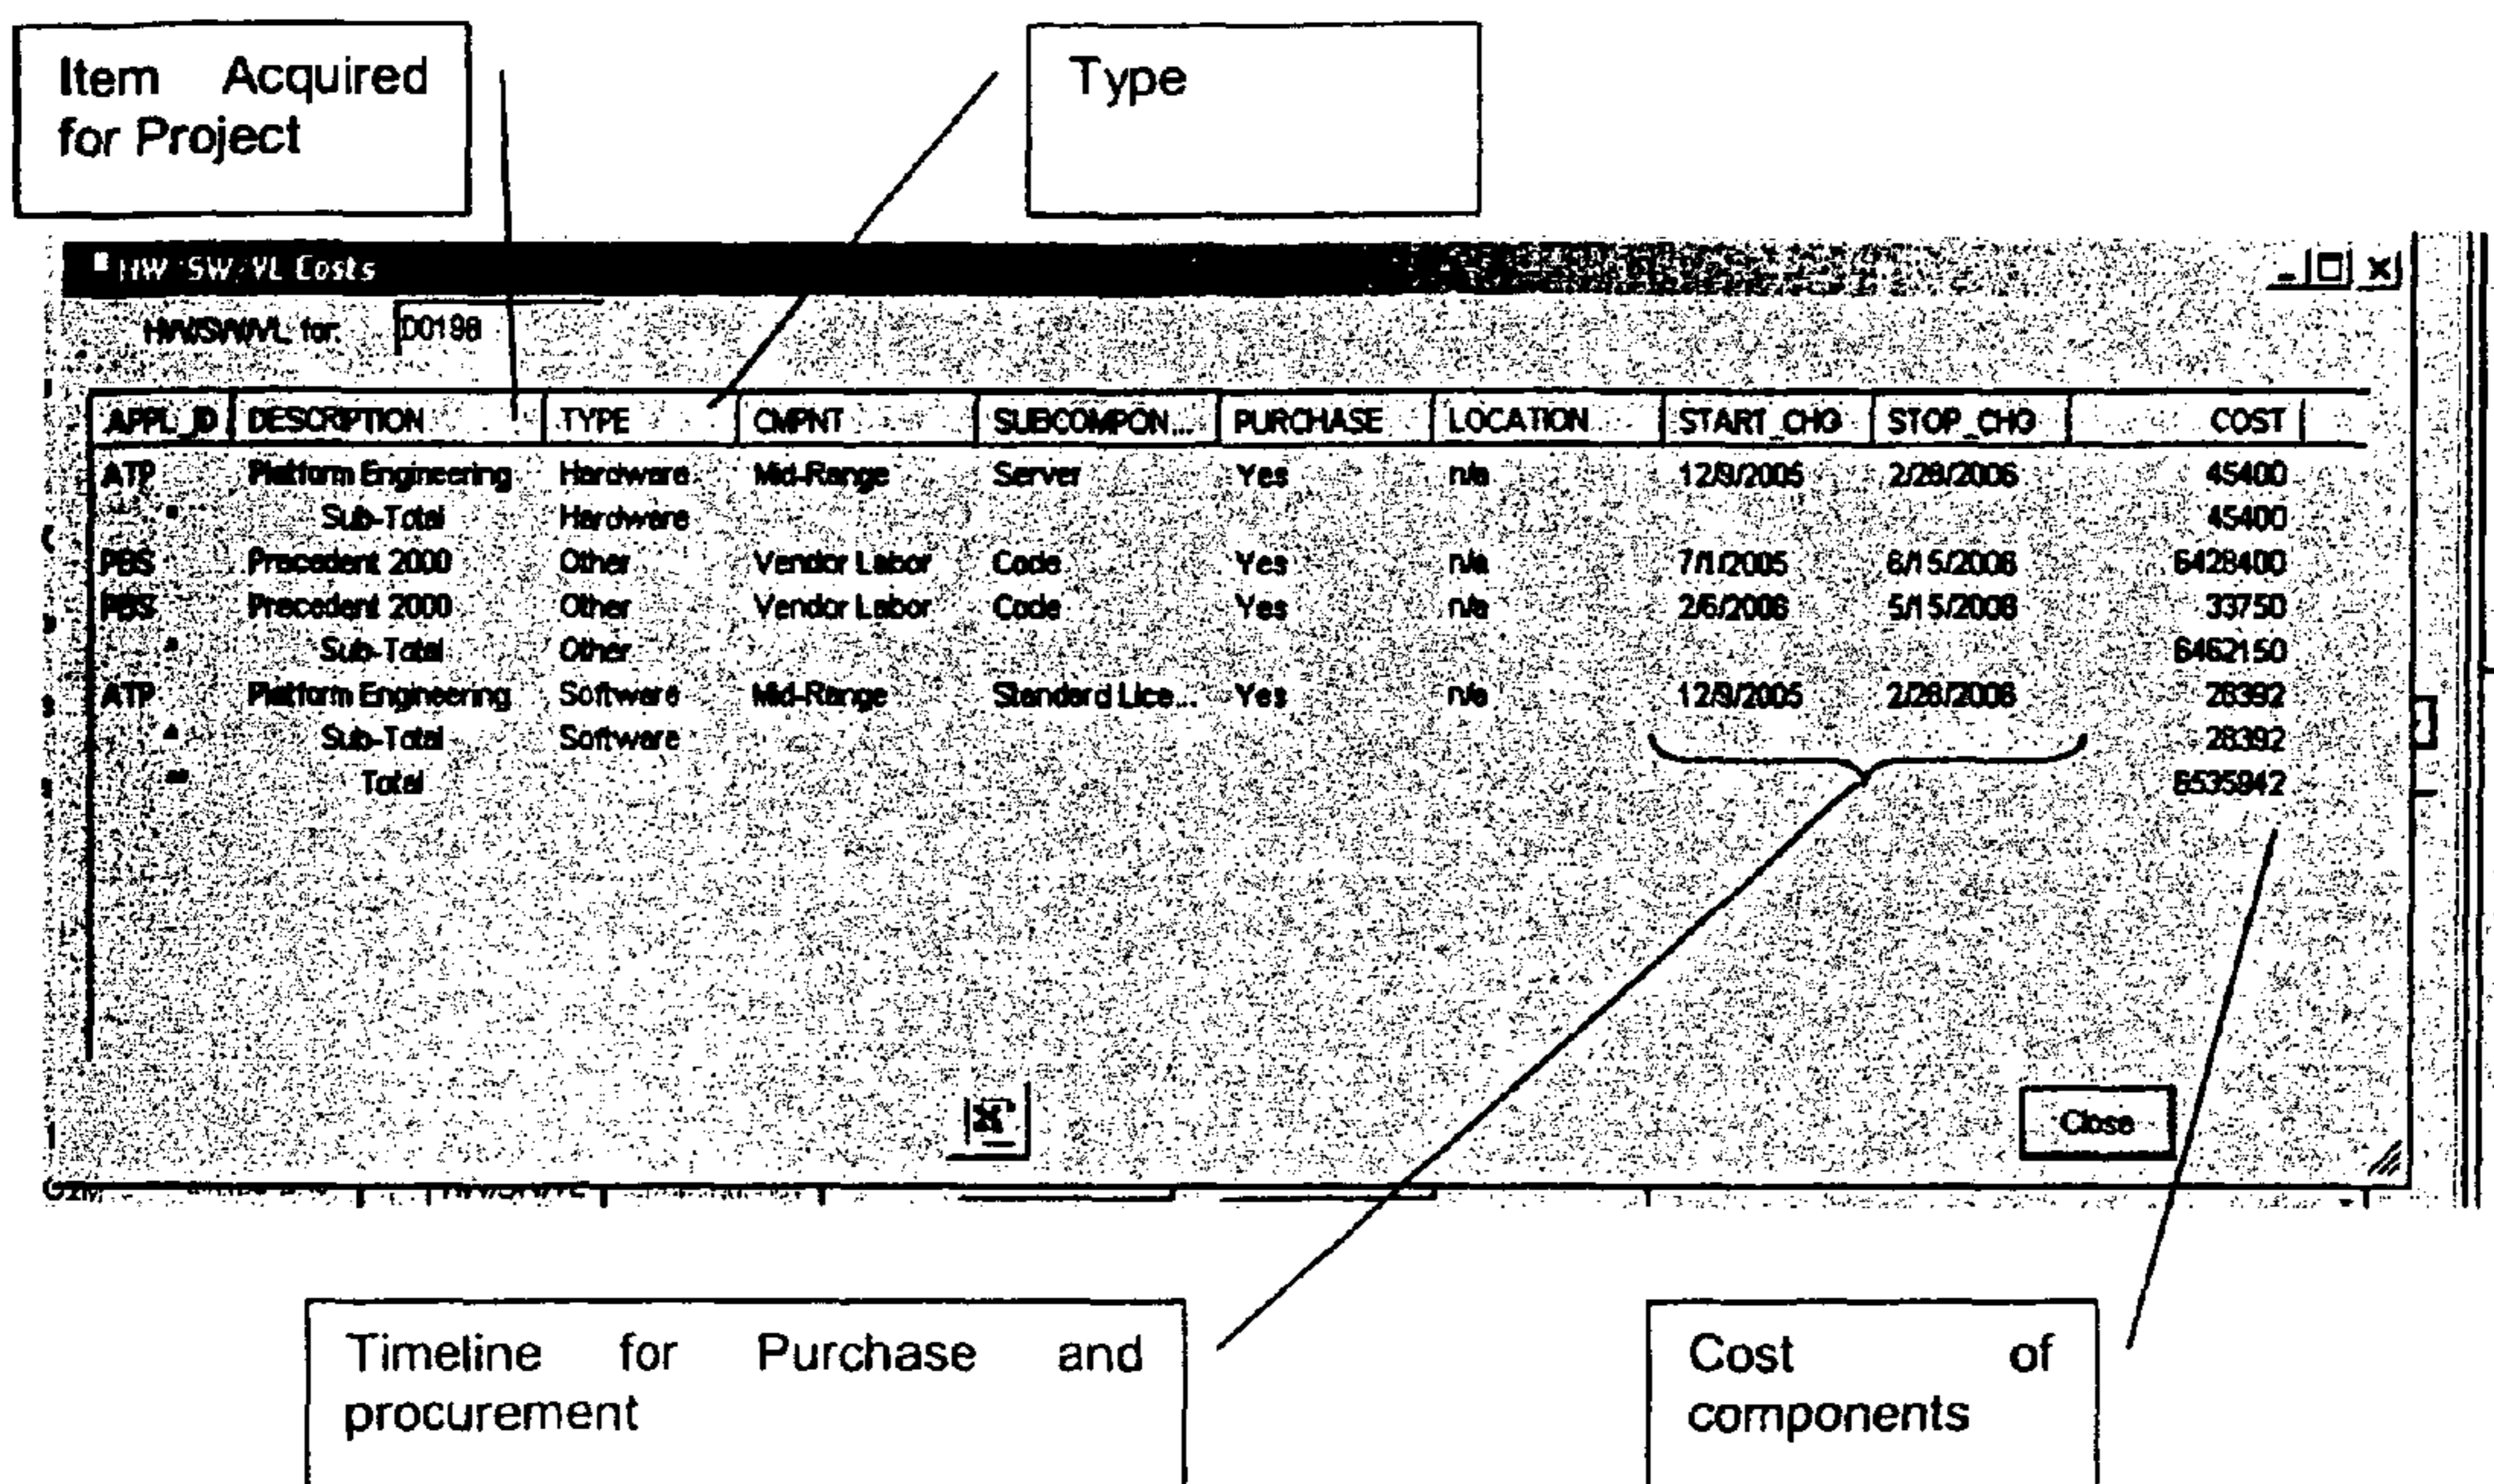 Item Acquired
for Project
Type
HW/SW/VL Costs
HW/SW/VL for: D0198
APPL_ID DESCRIPTION TYPE CMPNT SUBCOMPON... PURCHASE LOCATION START_CHG STOP_CHG COST
ATP Platform Engineering Hardware Mid-Range Server Yes n/a 12/9/2005 2/28/2006 45400
* Sub-Total Hardware 45400
PBS Precedent 2000 Other Vendor Labor Code Yes n/a 7/1/2005 6/15/2006 6428400
PBS Precedent 2000 Other Vendor Labor Code Yes n/a 2/6/2006 5/15/2006 33750
* Sub-Total Other 6462150
ATP Platform Engineering Software Mid-Range Standard Lice... Yes n/a 12/9/2005 2/28/2006 28392
* Sub-Total Software 28392
** Total 6535942
Close
Timeline for Purchase and
procurement
Cost of
components